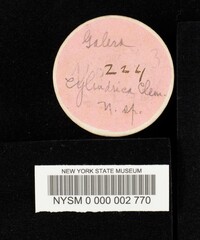 Galera
224
Cylindrica Clem.
n. sp.
NEW YORK STATE MUSEUM
NYSM 0 000 002 770